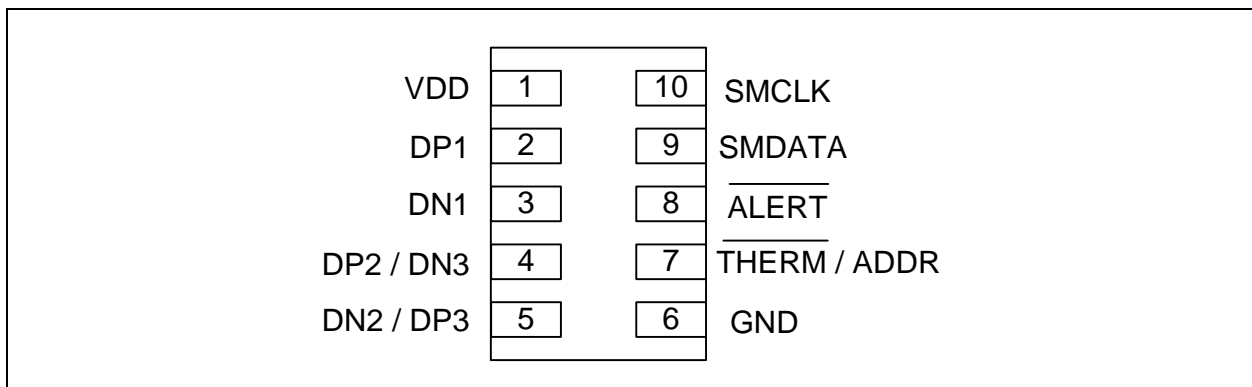 VDD 1 10 SMCLK
DP1 2 9 SMDATA
DN1 3 8 ALERT
DP2 / DN3 4 7 THERM / ADDR
DN2 / DP3 5 6 GND